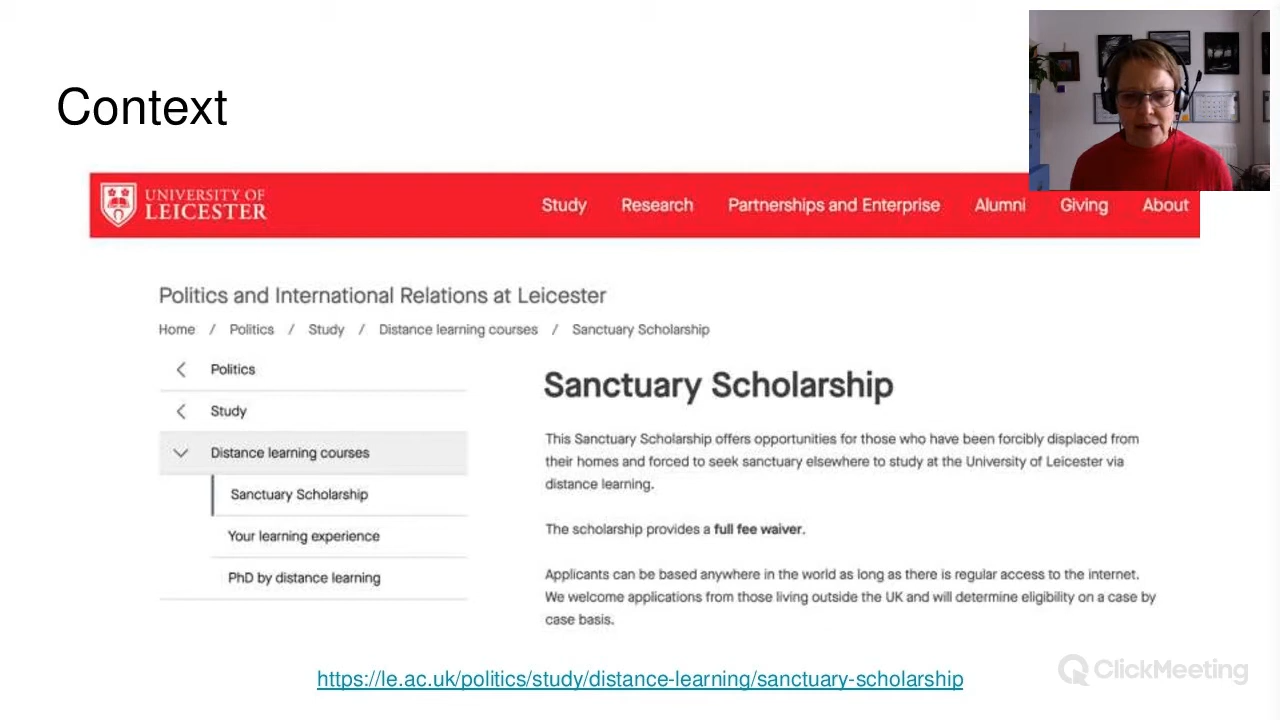 Context
UNIVERSITY OF
LEICESTER
Study Research Partnerships and Enterprise Alumni Giving About
Politics and International Relations at Leicester
Home / Politics / Study / Distance learning courses / Sanctuary Scholarship
Politics
Study
Distance learning courses
Sanctuary Scholarship
Your learning experience
PhD by distance learning
Sanctuary Scholarship
This Sanctuary Scholarship offers opportunities for those who have been forcibly displaced from
their homes and forced to seek sanctuary elsewhere to study at the University of Leicester via
distance learning.
The scholarship provides a full fee waiver.
Applicants can be based anywhere in the world as long as there is regular access to the internet.
We welcome applications from those living outside the UK and will determine eligibility on a case by
case basis.
https://le.ac.uk/politics/study/distance-learning/sanctuary-scholarship
ClickMeeting